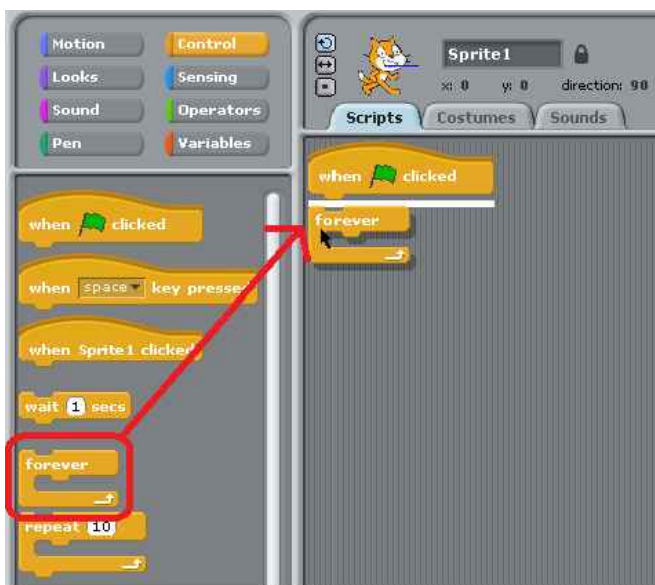 Motion Control
Looks Sensing
Sound Operators
Pen Variables
when clicked
when space key pressed
when Sprite1 clicked
wait 1 secs
forever
repeat 10
Sprite1
x: 0 y: 0 direction: 90
Scripts Costumes Sounds
when clicked
forever